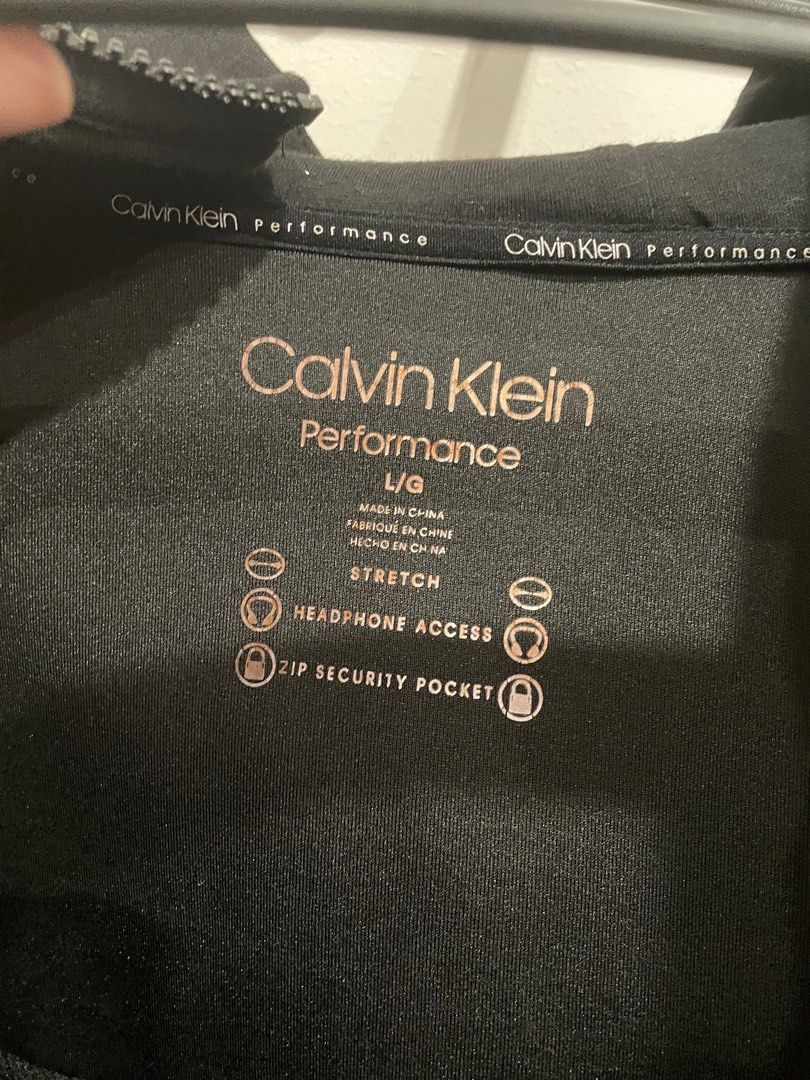 ce
Calvin Klein Performance
Calvin Klein Performance
Calvin Klein
Performance
L/G
MADE IN CHINA
FABRIQUÉ EN CHINE
HECHO EN CHINA
STRETCH
HEADPHONE ACCESS
ZIP SECURITY POCKET